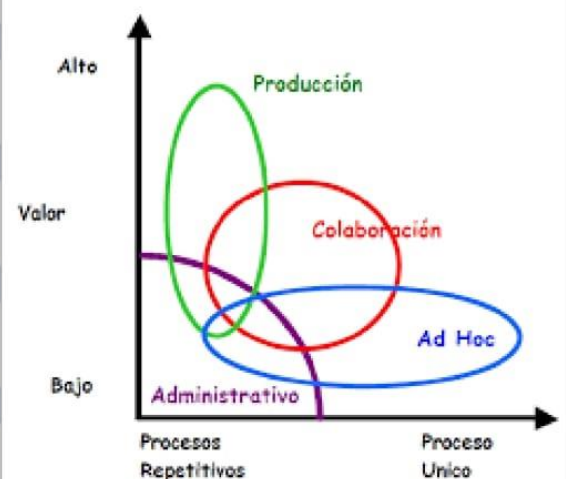 Alto
Producción
Valor
Colaboración
Ad Hoc
Bajo
Administrativo
Procesos
Repetitivos
Proceso
Unico